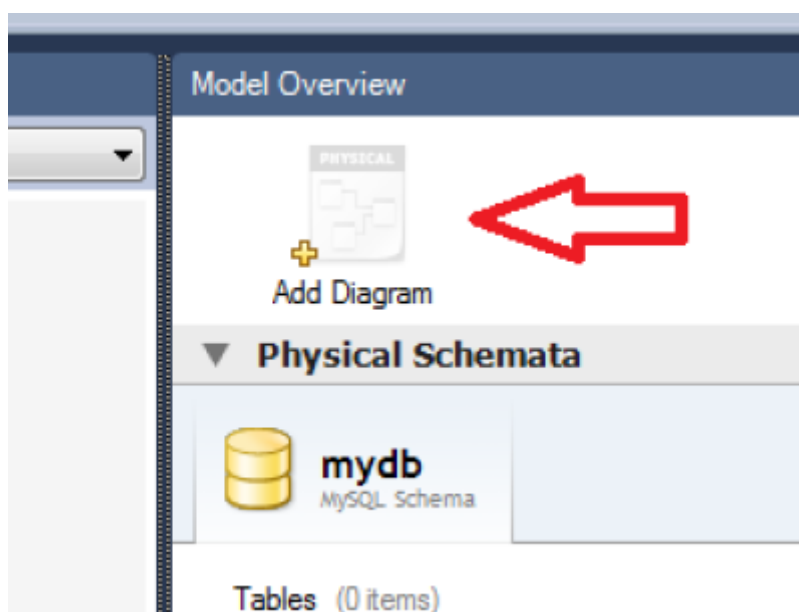 Model Overview
PHYSICAL
Add Diagram
Physical Schemata
mydb
MySQL Schema
Tables (0 items)